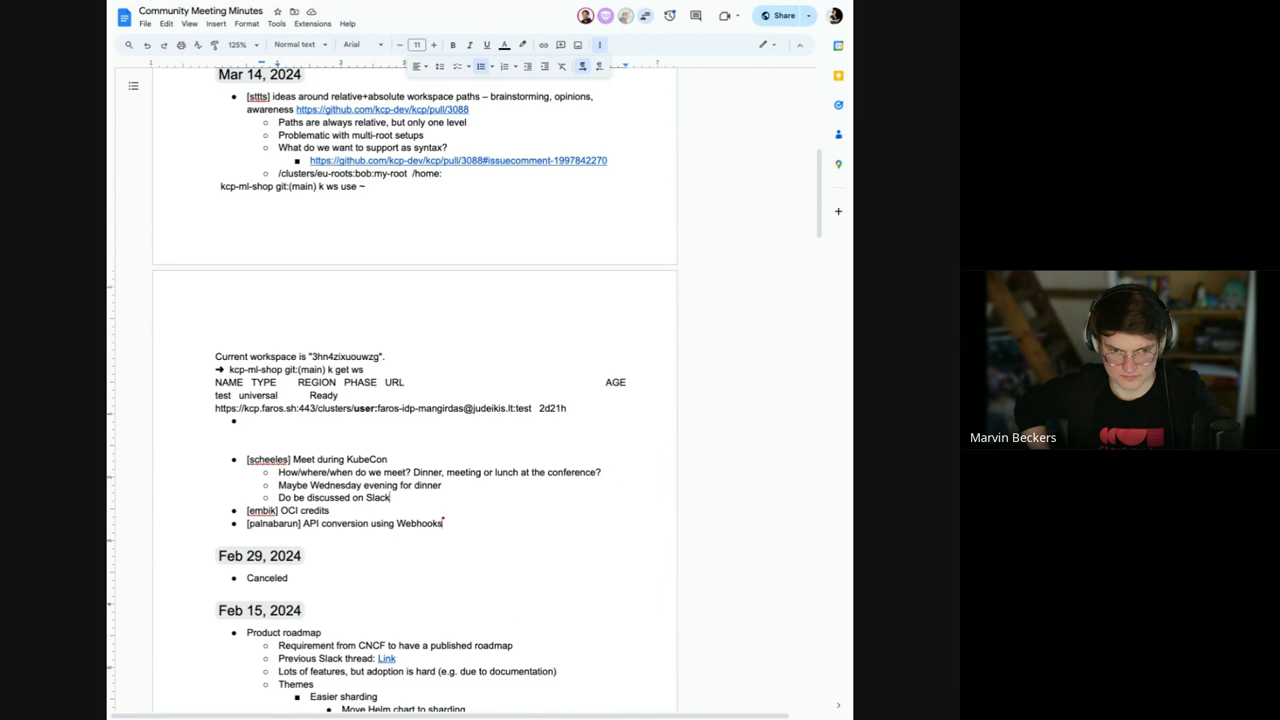 Community Meeting Minutes
File Edit View Insert Format Tools Extensions Help
Share
125% Normal text Arial 11
Mar 14, 2024
[sttts] ideas around relative+absolute workspace paths – brainstorming, opinions,
awareness https://github.com/kcp-dev/kcp/pull/3088
Paths are always relative, but only one level
Problematic with multi-root setups
What do we want to support as syntax?
https://github.com/kcp-dev/kcp/pull/3088#issuecomment-1997842270
/clusters/eu-roots:bob:my-root /home:
kcp-ml-shop git:(main) k ws use ~
Current workspace is "3hn4zixuouwzg".
➜ kcp-ml-shop git:(main) k get ws
NAME TYPE REGION PHASE URL AGE
test universal Ready
https://kcp.faros.sh:443/clusters/user:faros-idp-mangirdas@judeikis.lt:test 2d21h
[scheeles] Meet during KubeCon
How/where/when do we meet? Dinner, meeting or lunch at the conference?
Maybe Wednesday evening for dinner
Do be discussed on Slack
[embik] OCI credits
[palnabarun] API conversion using Webhooks
Feb 29, 2024
Canceled
Feb 15, 2024
Product roadmap
Requirement from CNCF to have a published roadmap
Previous Slack thread: Link
Lots of features, but adoption is hard (e.g. due to documentation)
Themes
Easier sharding
Move Helm chart to sharding
Marvin Beckers